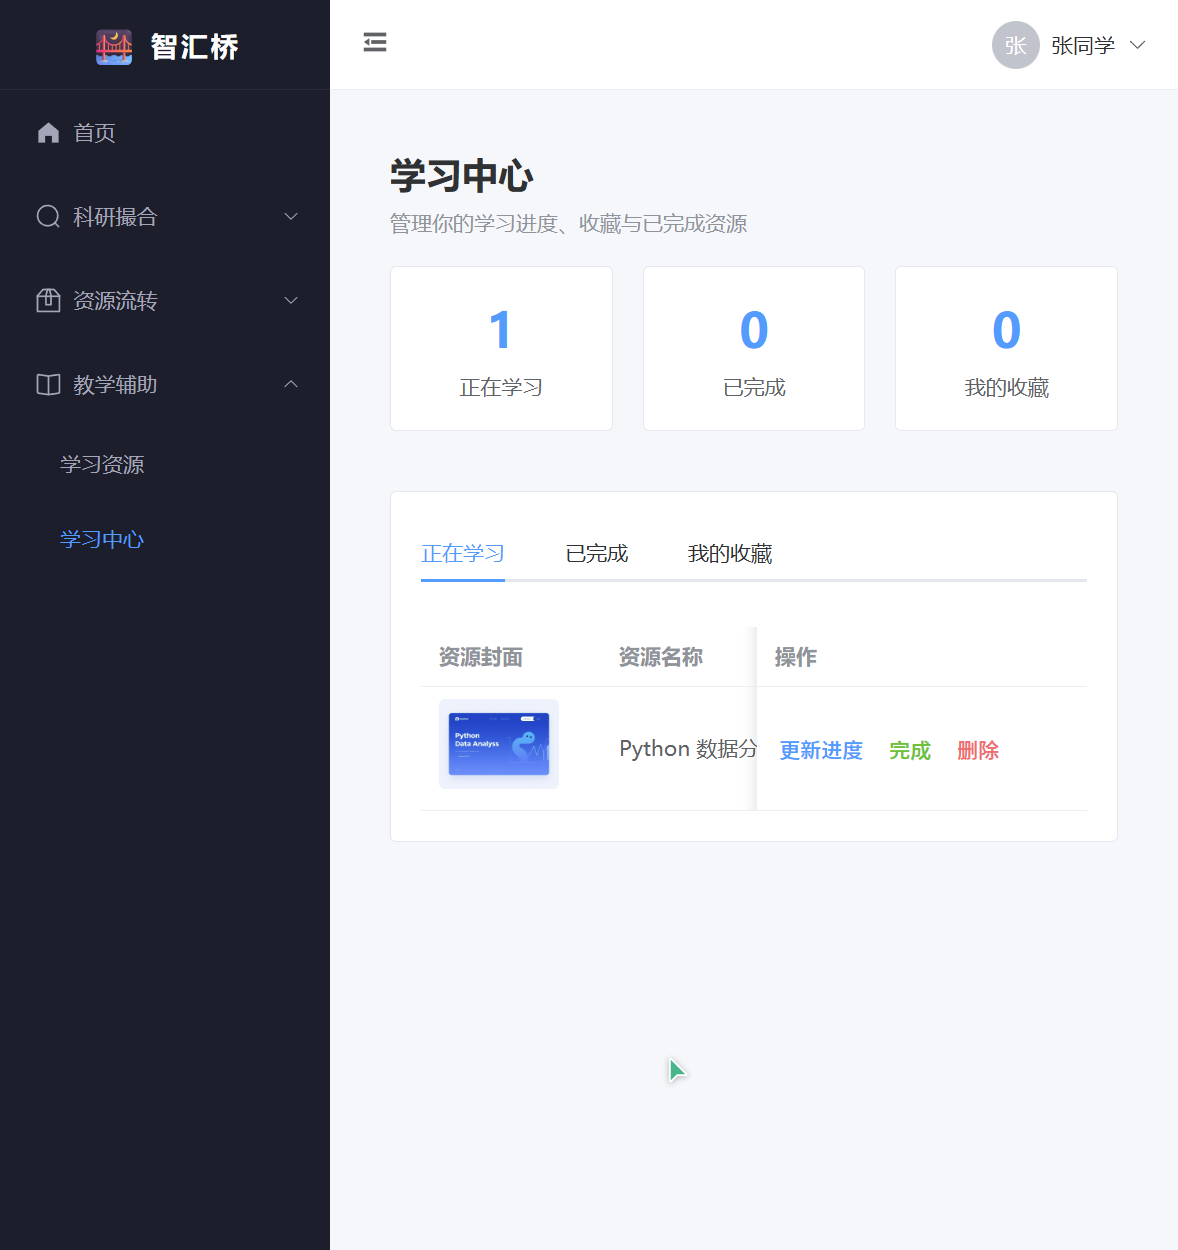 智汇桥
张
张同学
首页
科研撮合
资源流转
教学辅助
学习资源
学习中心
学习中心
管理你的学习进度、收藏与已完成资源
1
正在学习
0
已完成
0
我的收藏
正在学习
已完成
我的收藏
资源封面
资源名称
操作
Python
Data Analyss
Python 数据分
更新进度
完成
删除